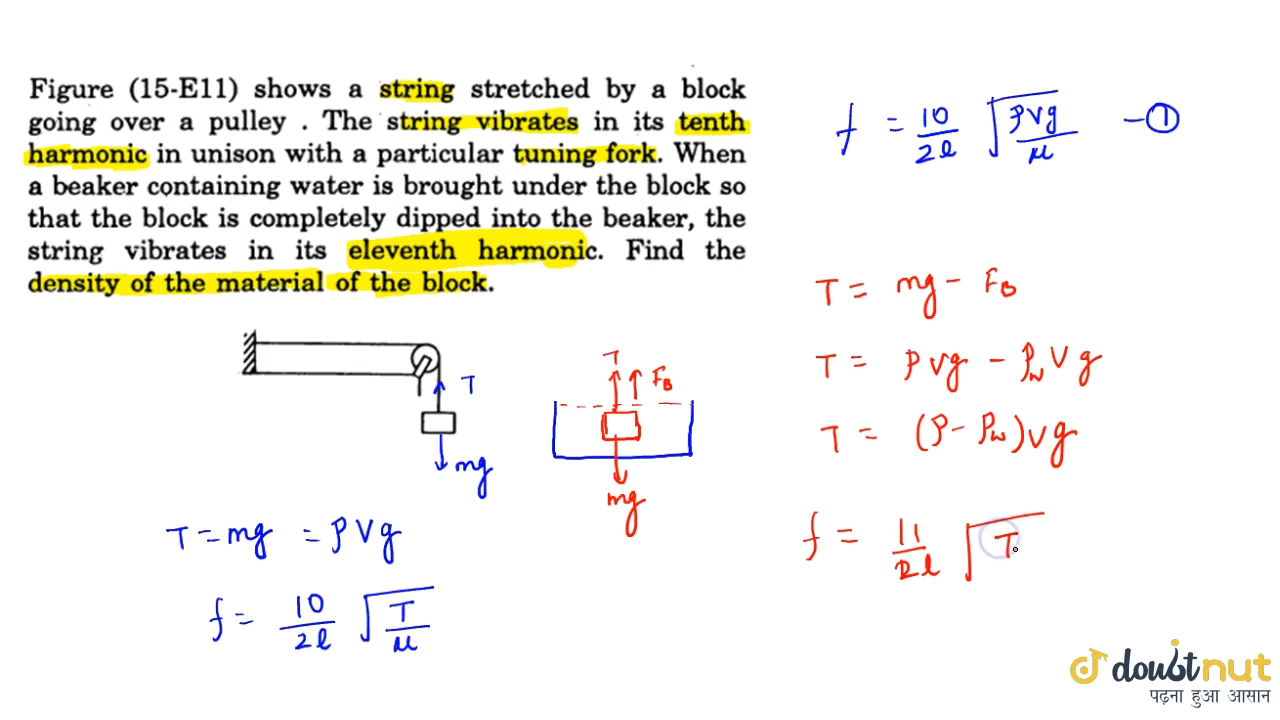 Figure (15-E11) shows a string stretched by a block
going over a pulley . The string vibrates in its tenth
harmonic in unison with a particular tuning fork. When
a beaker containing water is brought under the block so
that the block is completely dipped into the beaker, the
string vibrates in its eleventh harmonic. Find the
density of the material of the block.
T
mg
T = mg = ρVg
f = 10/2l √(T/μ)
T
F_B
mg
f = 10/2l √(ρVg/μ) -①
T = mg - F_B
T = ρVg - ρ_w Vg
T = (ρ - ρ_w)Vg
f = 11/2l √T
doubtnut
पढ़ना हुआ आसान